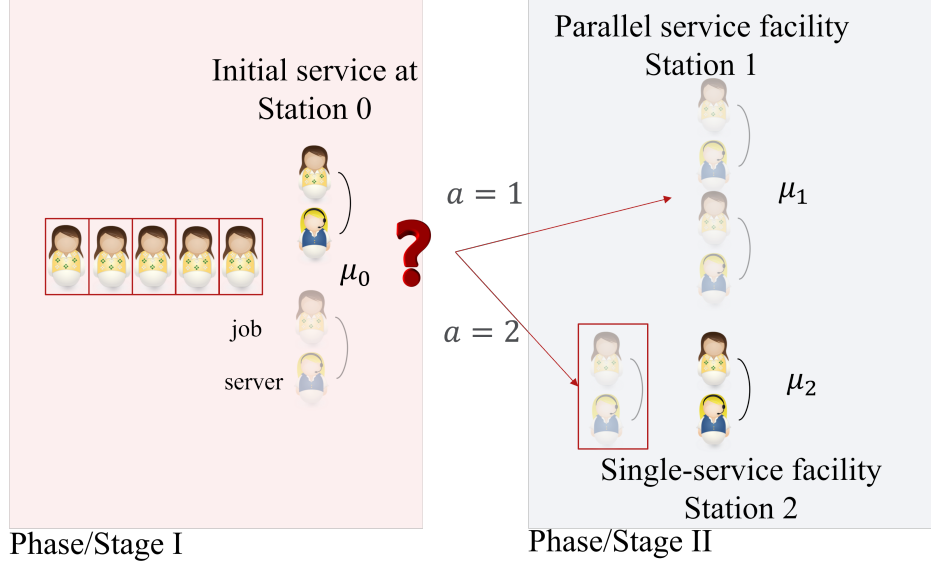 Initial service at
Station 0
μ0
?
job
server
Phase/Stage I
a = 1
a = 2
Parallel service facility
Station 1
μ1
μ2
Single-service facility
Station 2
Phase/Stage II